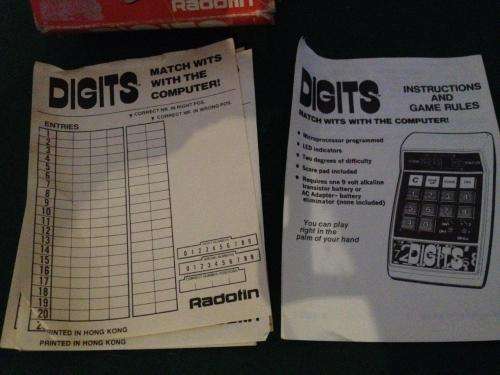 Radofin
DIGITS
MATCH WITS
WITH THE
COMPUTER!
▼ CORRECT NR. IN RIGHT POS.
▼ CORRECT NR. IN WRONG POS.
ENTRIES
1
2
3
4
5
6
7
8
9
10
11
12
13
14
15
16
17
18
19
20
0 1 2 3 4 5 6 7 8 9
0 1 2 3 4 5 6 7 8 9
Radofin
PRINTED IN HONG KONG
PRINTED IN HONG KONG
DIGITS
INSTRUCTIONS
AND
GAME RULES
MATCH WITS WITH THE COMPUTER!
• Microprocessor programmed
• LED indicators
• Two degrees of difficulty
• Score pad included
• Requires one 9 volt alkaline
transistor battery or
AC Adapter- battery
eliminator (none included)
You can play
right in the
palm of your hand
C
DIGITS